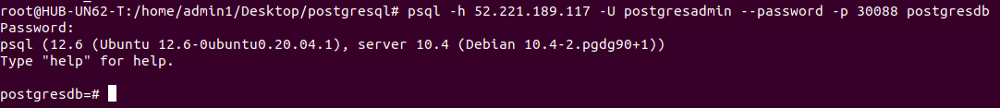 root@HUB-UN62-T:/home/admin1/Desktop/postgresql# psql -h 52.221.189.117 -U postgresadmin --password -p 30088 postgresdb
Password:
psql (12.6 (Ubuntu 12.6-0ubuntu0.20.04.1), server 10.4 (Debian 10.4-2.pgdg90+1))
Type "help" for help.
postgresdb=#